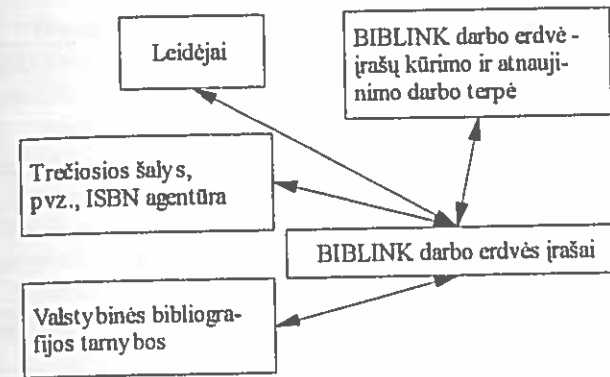 Leidėjai
BIBLINK darbo erdvė -
įrašų kūrimo ir atnauji-
nimo darbo terpė
Trečiosios šalys,
pvz., ISBN agentūra
BIBLINK darbo erdvės įrašai
Valstybinės bibliogra-
fijos tarnybos